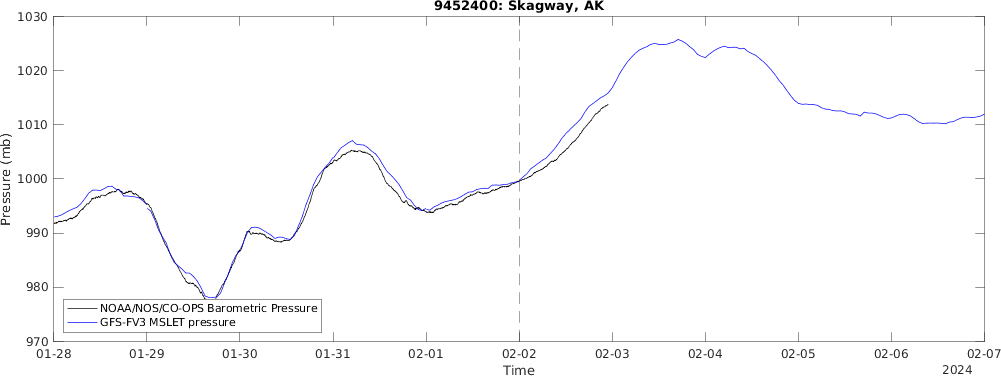 9452400: Skagway, AK
1030
1020
1010
1000
990
980
970
Pressure (mb)
NOAA/NOS/CO-OPS Barometric Pressure
GFS-FV3 MSLET pressure
01-28 01-29 01-30 01-31 02-01 02-02 02-03 02-04 02-05 02-06 02-07
Time
2024